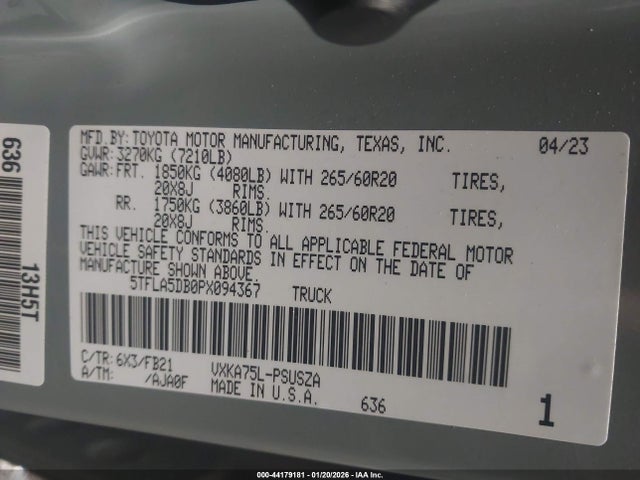 MFD BY: TOYOTA MOTOR MANUFACTURING, TEXAS, INC. 04/23
GVWR: 3270KG (7210LB)
GAWR: FRT. 1850KG (4080LB) WITH 265/60R20 TIRES,
20X8J RIMS,
RR. 1750KG (3860LB) WITH 265/60R20 TIRES,
20X8J RIMS.
THIS VEHICLE CONFORMS TO ALL APPLICABLE FEDERAL MOTOR
VEHICLE SAFETY STANDARDS IN EFFECT ON THE DATE OF
MANUFACTURE SHOWN ABOVE.
5TFLA5DB0PX094367 TRUCK
C/TR: 6X3/FB21 VXKA75L-PSUSZA
A/TM: /AJA0F MADE IN U.S.A. 636
1
636
13H5T
000-44179181 - 01/20/2026 - IAA Inc.